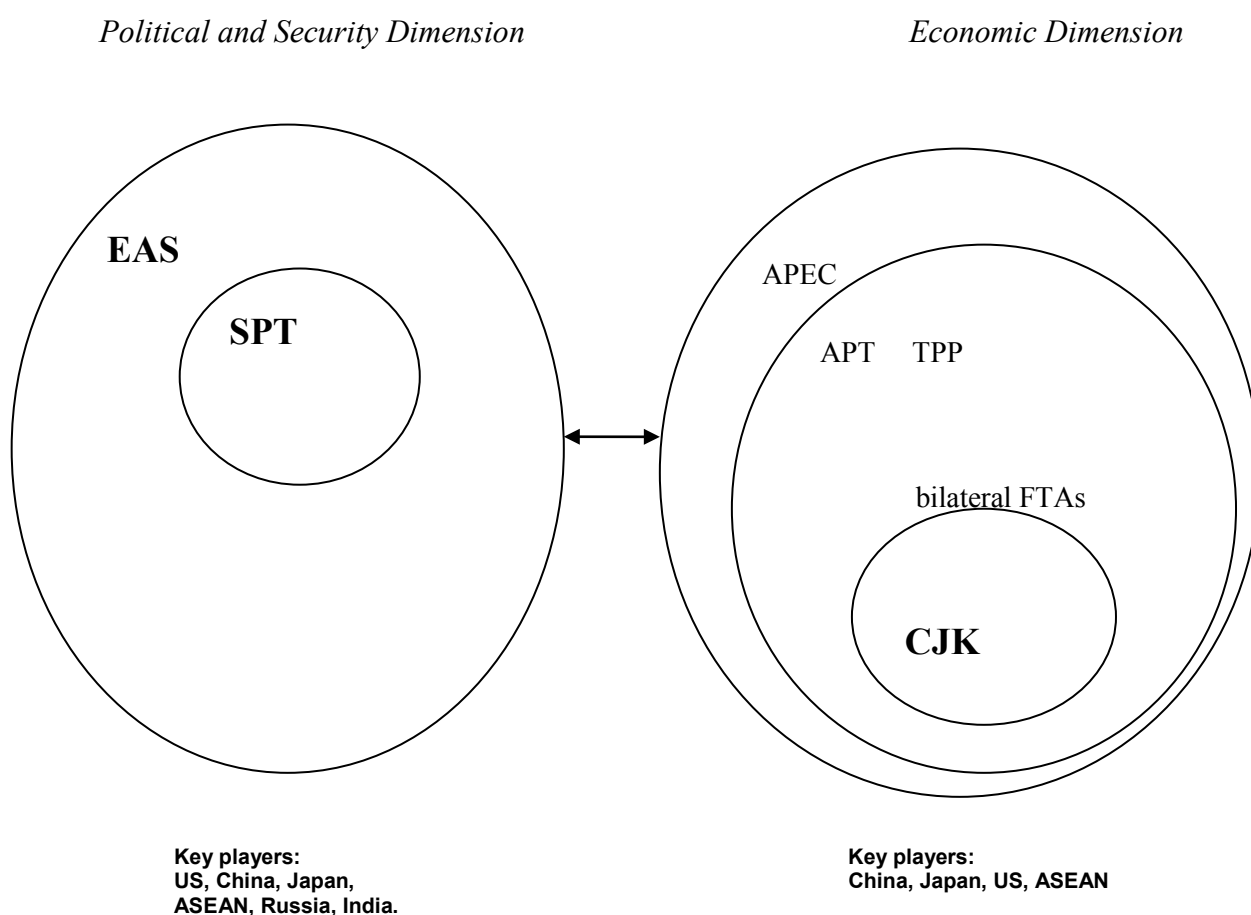 Political and Security Dimension
Economic Dimension
EAS
SPT
APEC
APT TPP
bilateral FTAs
CJK
Key players:
US, China, Japan,
ASEAN, Russia, India.
Key players:
China, Japan, US, ASEAN